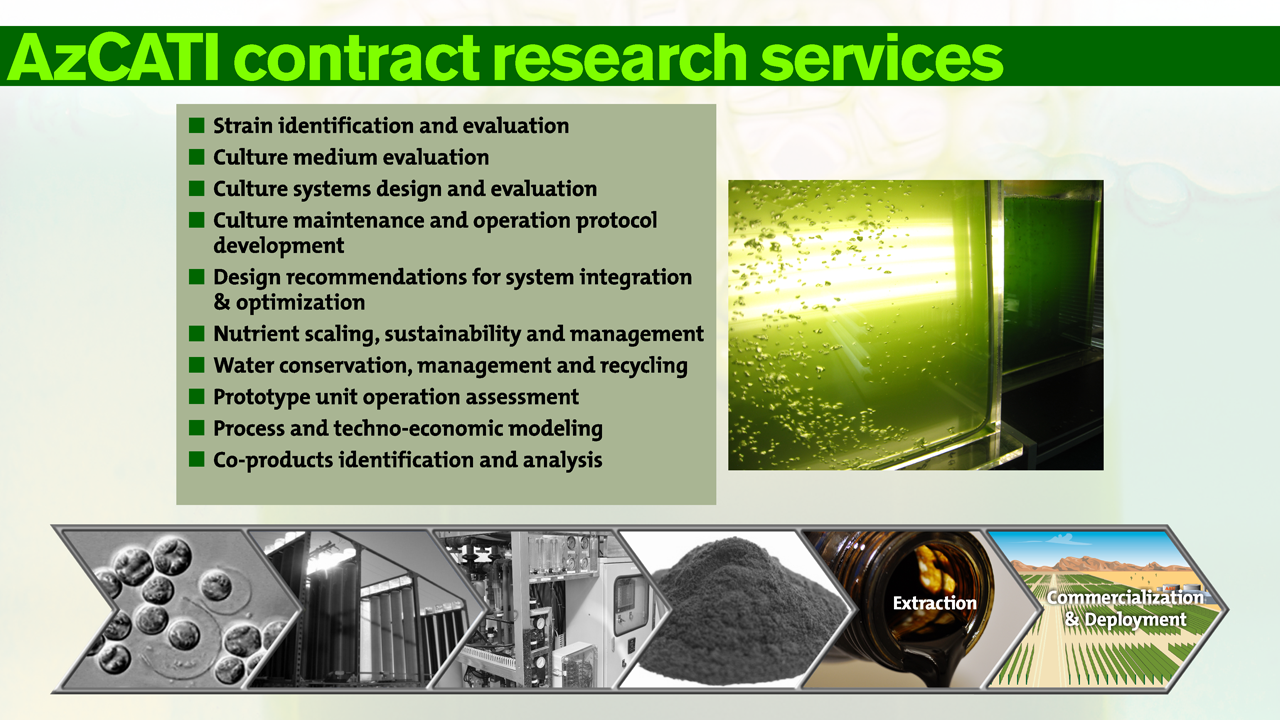 AzCATI contract research services
Strain identification and evaluation
Culture medium evaluation
Culture systems design and evaluation
Culture maintenance and operation protocol
development
Design recommendations for system integration
& optimization
Nutrient scaling, sustainability and management
Water conservation, management and recycling
Prototype unit operation assessment
Process and techno-economic modeling
Co-products identification and analysis
Extraction
Commercialization
& Deployment